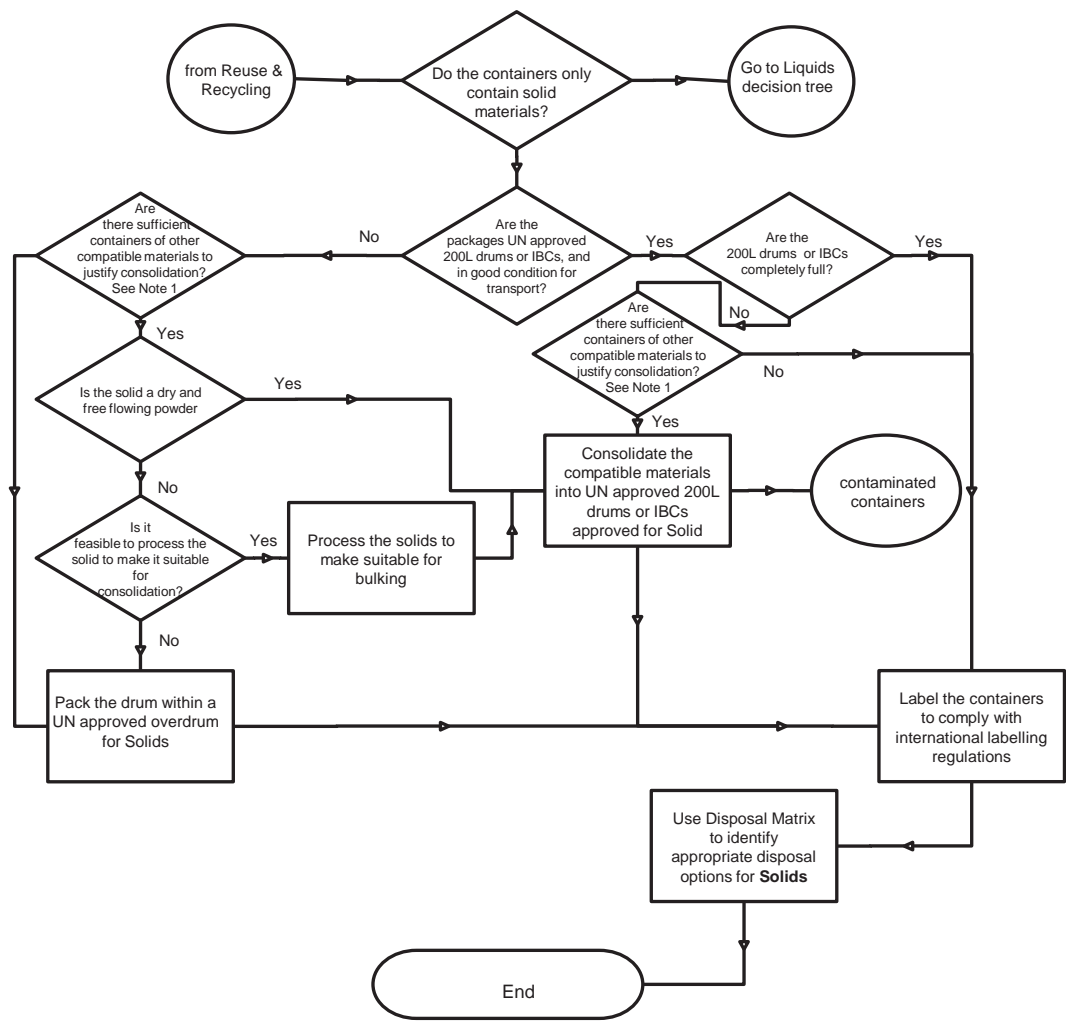 from Reuse &
Recycling
Do the containers only
contain solid
materials?
Go to Liquids
decision tree
Are
there sufficient
containers of other
compatible materials to
justify consolidation?
See Note 1
No
Are the
packages UN approved
200L drums or IBCs, and
in good condition for
transport?
Yes
Are the
200L drums or IBCs
completely full?
Yes
No
Are
there sufficient
containers of other
compatible materials to
justify consolidation?
See Note 1
No
Yes
Yes
Is the solid a dry and
free flowing powder
Yes
No
Consolidate the
compatible materials
into UN approved 200L
drums or IBCs
approved for Solid
contaminated
containers
Is it
feasible to process the
solid to make it suitable
for
consolidation?
Yes
Process the solids to
make suitable for
bulking
No
Pack the drum within a
UN approved overdrum
for Solids
Label the containers
to comply with
international labelling
regulations
Use Disposal Matrix
to identify
appropriate disposal
options for Solids
End